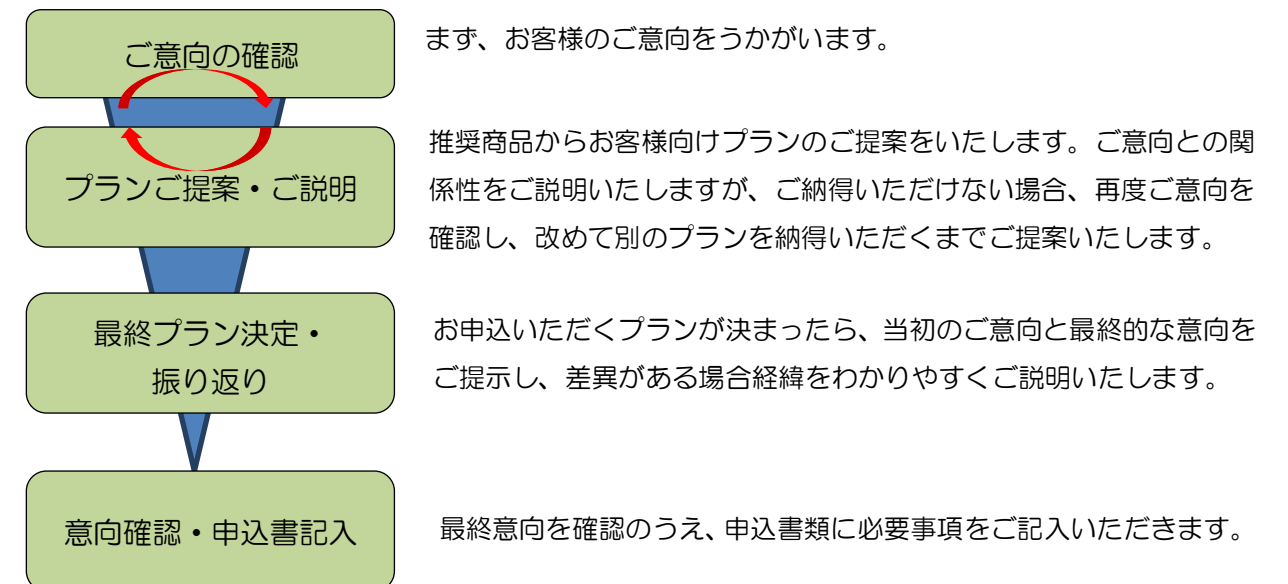 ご意向の確認
まず、お客様のご意向をうかがいます。
プランご提案・ご説明
推奨商品からお客様向けプランのご提案をいたします。ご意向との関
係性をご説明いたしますが、ご納得いただけない場合、再度ご意向を
確認し、改めて別のプランを納得いただくまでご提案いたします。
最終プラン決定・
振り返り
お申込いただくプランが決まったら、当初のご意向と最終的な意向を
ご提示し、差異がある場合経緯をわかりやすくご説明いたします。
意向確認・申込書記入
最終意向を確認のうえ、申込書類に必要事項をご記入いただきます。